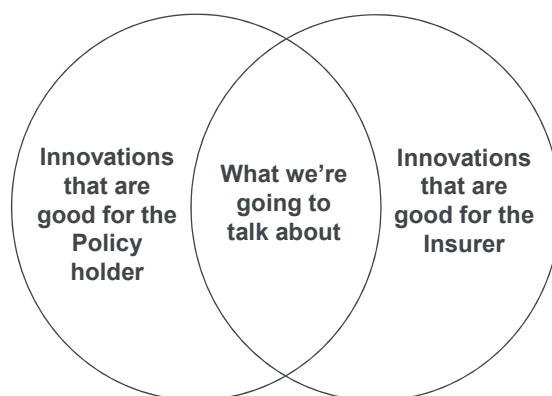 Innovations
that are
good for the
Policy
holder
What we're
going to
talk about
Innovations
that are
good for the
Insurer